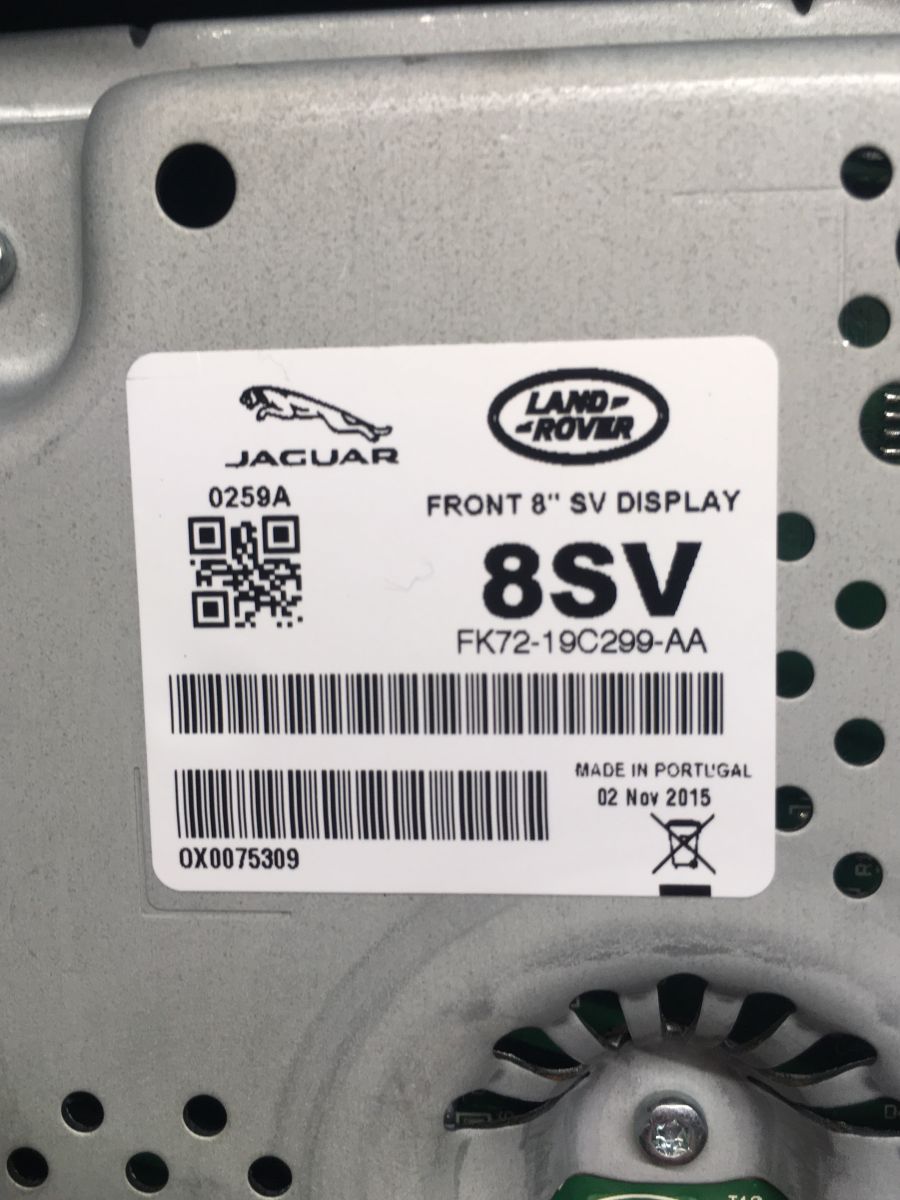 JAGUAR
LAND
ROVER
0259A
FRONT 8" SV DISPLAY
8SV
FK72-19C299-AA
MADE IN PORTUGAL
02 Nov 2015
0X0075309